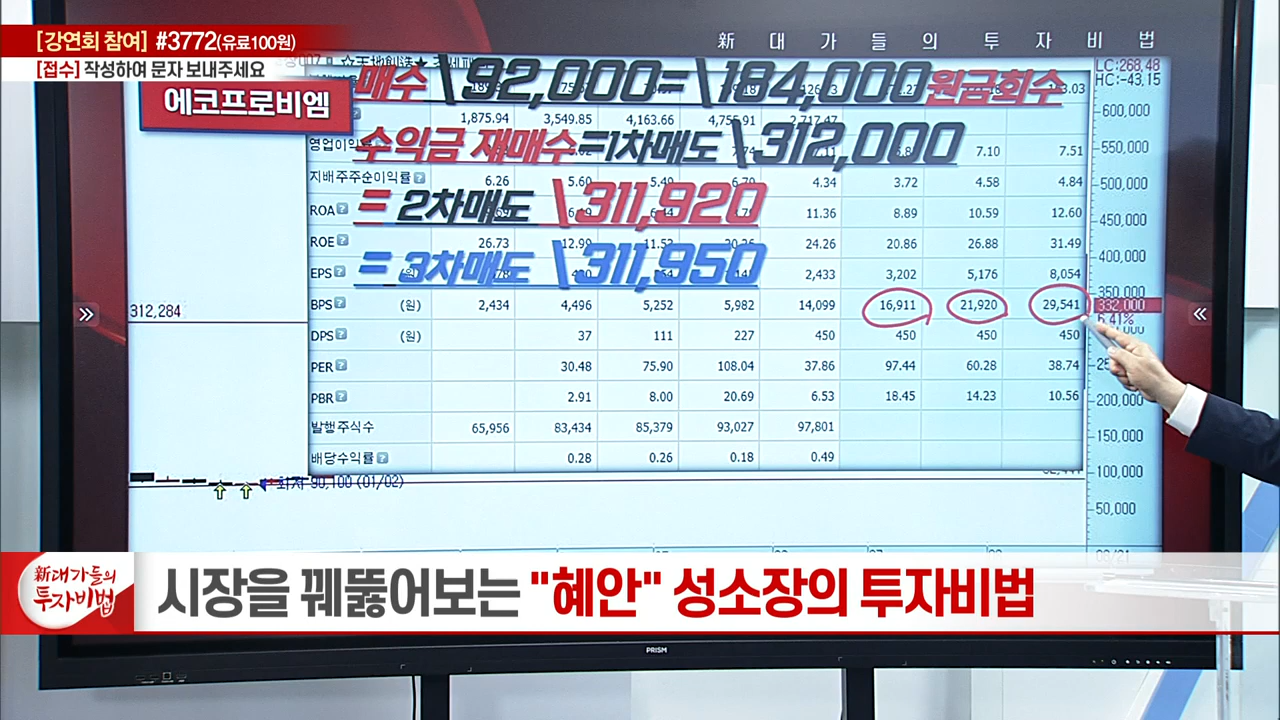 [강연회 참여] #3772(유료100원)
[접수] 작성하여 문자 보내주세요
新 대 가 들 의 투 자 비 법
에코프로비엠
매수 \92,000=\184,000원금회수
수익금 재매수=1차매도 \312,000
= 2차매도 \311,920
= 3차매도 \311,950
LC:268,48
HC:-43,15
1,875.94 3,549.85 4,163.66 4,755.91 2,717.47
영업이익률 7.10 7.51
지배주주순이익률 6.26 5.60 5.40 6.79 4.34 3.72 4.58 4.84
ROA 11.36 8.89 10.59 12.60
ROE 26.73 12.99 11.53 20.26 24.26 20.86 26.88 31.49
EPS (원) 2,433 3,202 5,176 8,054
BPS (원) 2,434 4,496 5,252 5,982 14,099 16,911 21,920 29,541
DPS (원) 37 111 227 450 450 450 450
PER 30.48 75.90 108.04 37.86 97.44 60.28 38.74
PBR 2.91 8.00 20.69 6.53 18.45 14.23 10.56
발행주식수 65,956 83,434 85,379 93,027 97,801
배당수익률 0.28 0.26 0.18 0.49
600,000
550,000
500,000
450,000
400,000
350,000
332,000
6.41%
200,000
150,000
100,000
50,000
312,284
최저 90,100 (01/02)
08/21
新대가들의
투자비법
시장을 꿰뚫어보는 "혜안" 성소장의 투자비법
PRISM